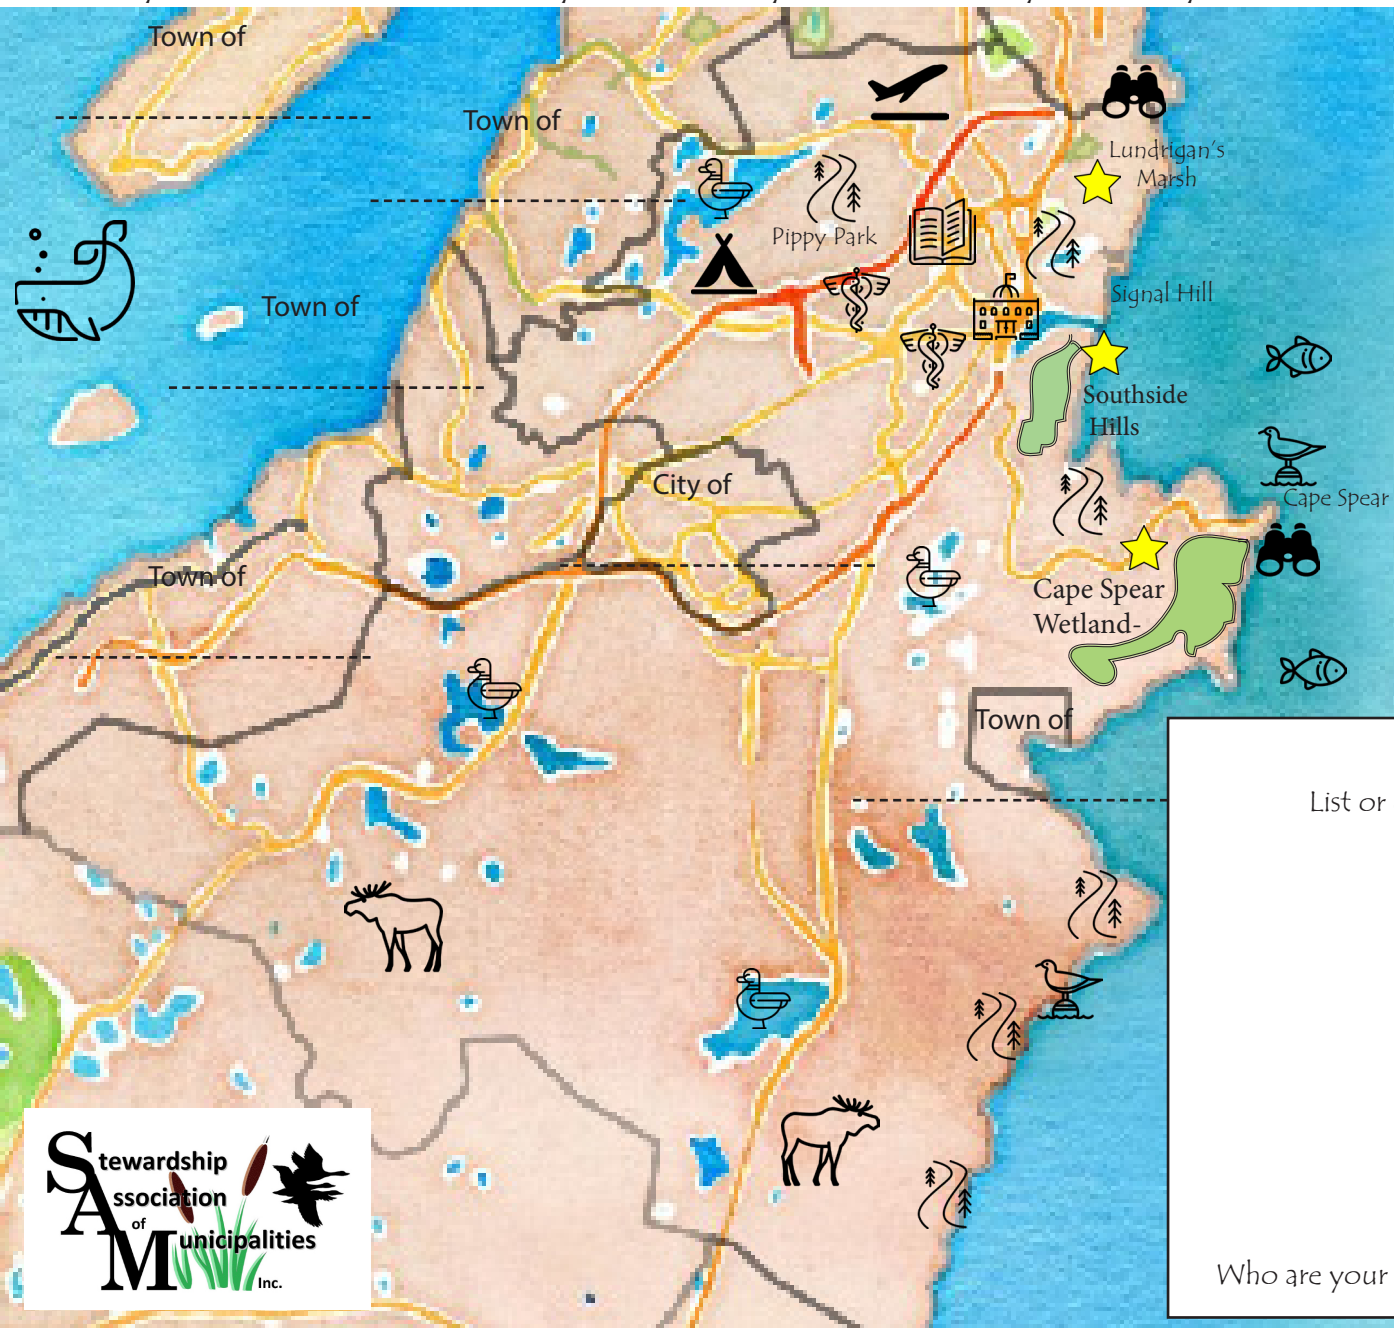 Town of
Town of
Lundrigan's
Marsh
Pippy Park
Signal Hill
Town of
Southside
Hills
City of
Cape Spear
Town of
Cape Spear
Wetland-
Town of
List or
Stewardship
Association
of
Municipalities
Inc.
Who are your